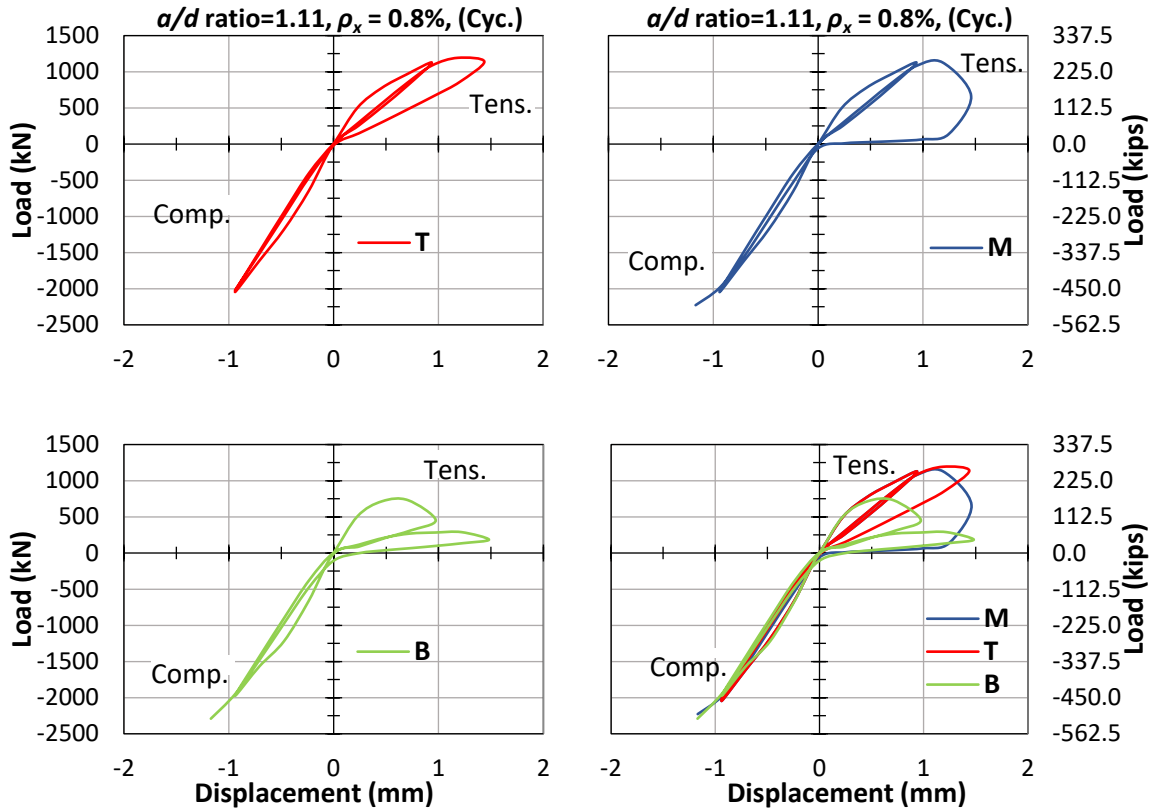 a/d ratio=1.11, ρx = 0.8%, (Cyc.)
1500
1000
500
0
-500
-1000
-1500
-2000
-2500
Load (kN)
Tens.
Comp.
T
-2 -1 0 1 2
a/d ratio=1.11, ρx = 0.8%, (Cyc.)
337.5
225.0
112.5
0.0
-112.5
-225.0
-337.5
-450.0
-562.5
Load (kips)
Tens.
Comp.
M
-2 -1 0 1 2
1500
1000
500
0
-500
-1000
-1500
-2000
-2500
Load (kN)
Tens.
Comp.
B
-2 -1 0 1 2
Displacement (mm)
337.5
225.0
112.5
0.0
-112.5
-225.0
-337.5
-450.0
-562.5
Load (kips)
Tens.
Comp.
M
T
B
-2 -1 0 1 2
Displacement (mm)